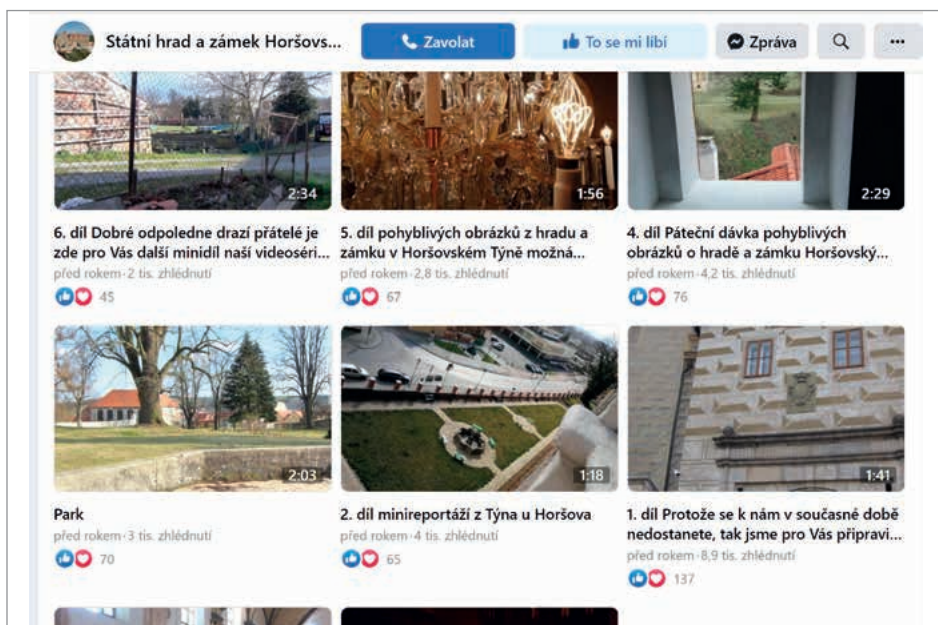 Státní hrad a zámek Horšovs...
Zavolat
To se mi líbí
Zpráva
2:34
1:56
2:29
6. díl Dobré odpoledne drazí přátelé je
zde pro Vás další minidíl naší videoséri...
před rokem · 2 tis. zhlédnutí
45
5. díl pohyblivých obrázků z hradu a
zámku v Horšovském Týně možná...
před rokem · 2,8 tis. zhlédnutí
67
4. díl Páteční dávka pohyblivých
obrázků o hradě a zámku Horšovský...
před rokem · 4,2 tis. zhlédnutí
76
2:03
1:18
1:41
Park
před rokem · 3 tis. zhlédnutí
70
2. díl minireportáží z Týna u Horšova
před rokem · 4 tis. zhlédnutí
65
1. díl Protože se k nám v současné době
nedostanete, tak jsme pro Vás připravi...
před rokem · 8,9 tis. zhlédnutí
137